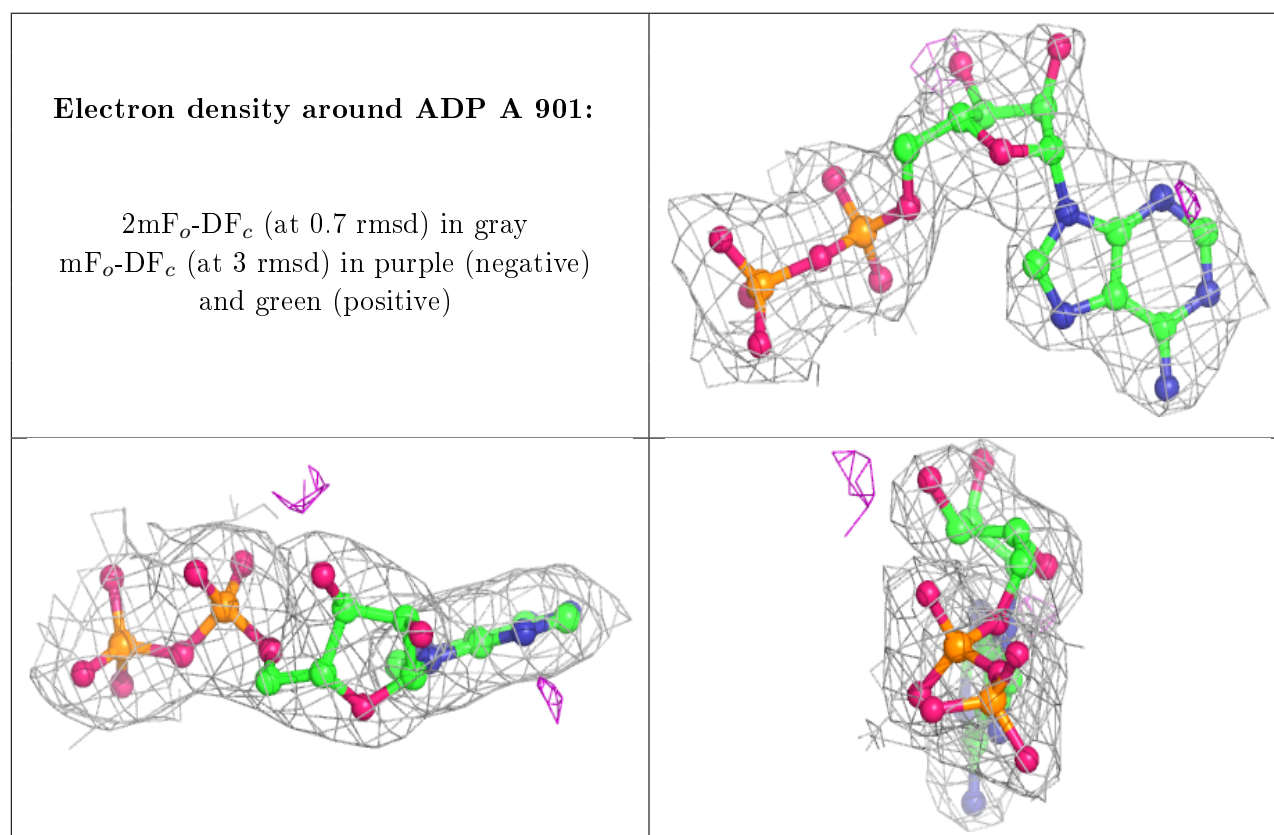 Electron density around ADP A 901:
2mFo-DFc (at 0.7 rmsd) in gray
mFo-DFc (at 3 rmsd) in purple (negative)
and green (positive)